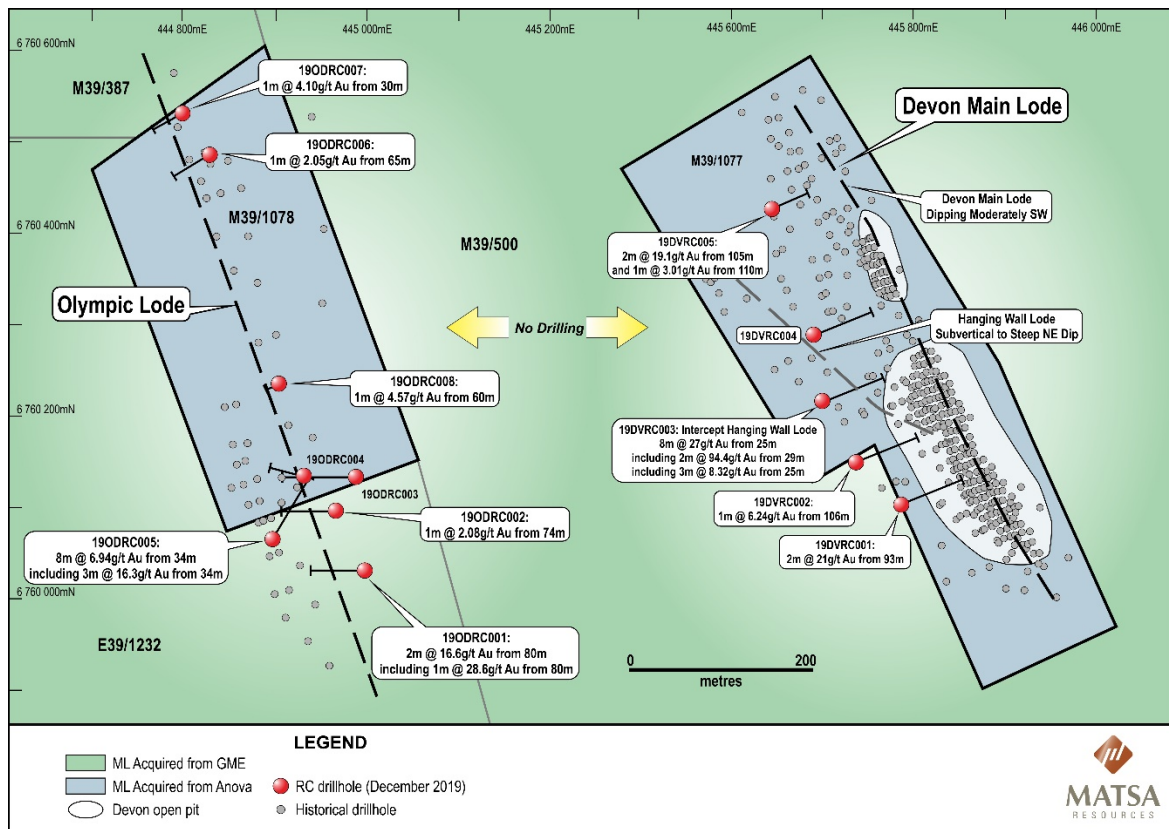 444 800mE
445 000mE
445 200mE
445 600mE
445 800mE
446 000mE
6 760 600mN
M39/387
19ODRC007:
1m @ 4.10g/t Au from 30m
19ODRC006:
1m @ 2.05g/t Au from 65m
6 760 400mN
M39/1078
M39/500
Olympic Lode
No Drilling
19ODRC008:
1m @ 4.57g/t Au from 60m
6 760 200mN
19ODRC004
19ODRC003
19ODRC002:
1m @ 2.08g/t Au from 74m
19ODRC005:
8m @ 6.94g/t Au from 34m
including 3m @ 16.3g/t Au from 34m
6 760 000mN
E39/1232
19ODRC001:
2m @ 16.6g/t Au from 80m
including 1m @ 28.6g/t Au from 80m
Devon Main Lode
M39/1077
Devon Main Lode
Dipping Moderately SW
19DVRC005:
2m @ 19.1g/t Au from 105m
and 1m @ 3.01g/t Au from 110m
19DVRC004
Hanging Wall Lode
Subvertical to Steep NE Dip
19DVRC003: Intercept Hanging Wall Lode
8m @ 27g/t Au from 25m
including 2m @ 94.4g/t Au from 29m
including 3m @ 8.32g/t Au from 25m
19DVRC002:
1m @ 6.24g/t Au from 106m
19DVRC001:
2m @ 21g/t Au from 93m
0
200
metres
LEGEND
ML Acquired from GME
ML Acquired from Anova
Devon open pit
RC drillhole (December 2019)
Historical drillhole
MATSA
RESOURCES